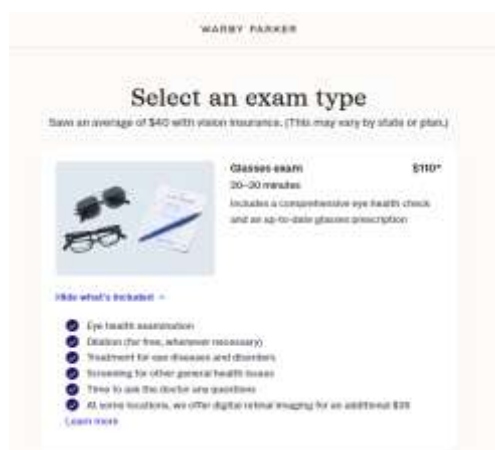 WARBY PARKER
Select an exam type
Save an average of $40 with vision insurance. (This may vary by state or plan.)
Glasses exam $110*
20–30 minutes
Includes a comprehensive eye health check
and an up-to-date glasses prescription
Hide what's included
Eye health examination
Dilation (for free, whenever necessary)
Treatment for eye diseases and disorders
Screening for other general health issues
Time to ask the doctor any questions
At some locations, we offer digital retinal imaging for an additional $39
Learn more